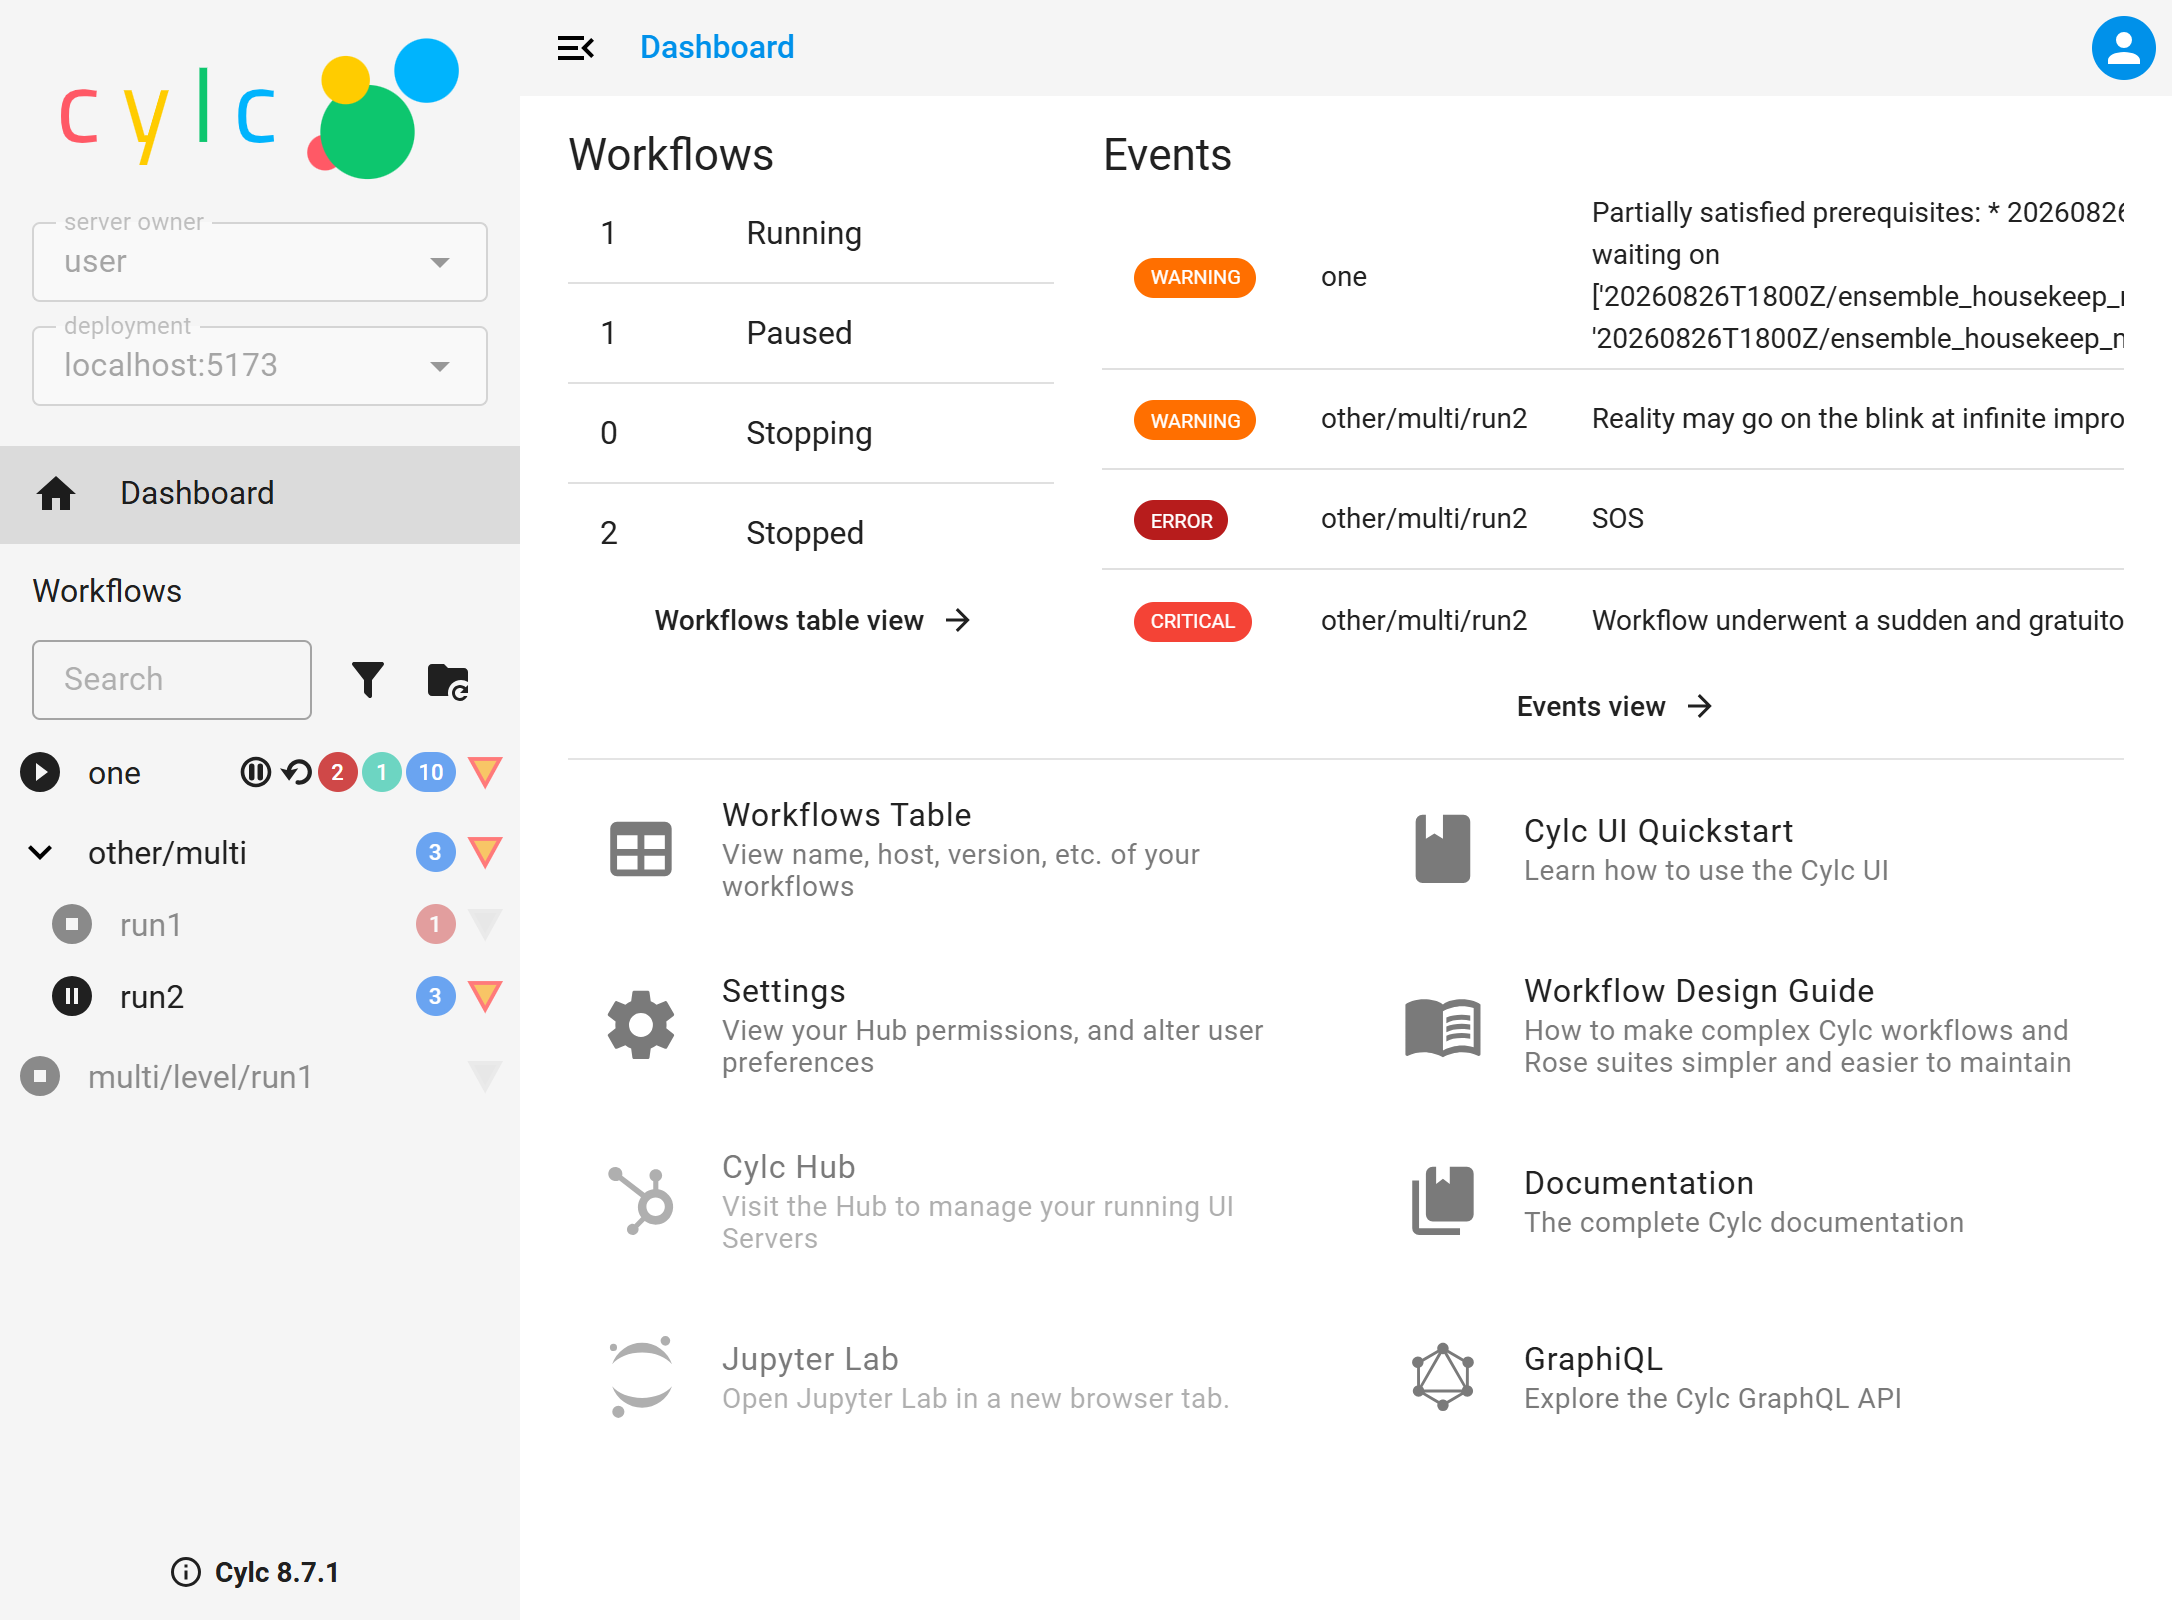 cylc
server owner
user
deployment
localhost:5173
Dashboard
Workflows
Search
one
2
1
10
other/multi
3
run1
1
run2
3
multi/level/run1
Cylc 8.7.1
Dashboard
Workflows
1 Running
1 Paused
0 Stopping
2 Stopped
Workflows table view
Events
WARNING one
Partially satisfied prerequisites: * 20260826
waiting on
['20260826T1800Z/ensemble_housekeep_
'20260826T1800Z/ensemble_housekeep_
WARNING other/multi/run2 Reality may go on the blink at infinite impro
ERROR other/multi/run2 SOS
CRITICAL other/multi/run2 Workflow underwent a sudden and gratuito
Events view
Workflows Table
View name, host, version, etc. of your
workflows
Cylc UI Quickstart
Learn how to use the Cylc UI
Settings
View your Hub permissions, and alter user
preferences
Workflow Design Guide
How to make complex Cylc workflows and
Rose suites simpler and easier to maintain
Cylc Hub
Visit the Hub to manage your running UI
Servers
Documentation
The complete Cylc documentation
Jupyter Lab
Open Jupyter Lab in a new browser tab.
GraphiQL
Explore the Cylc GraphQL API